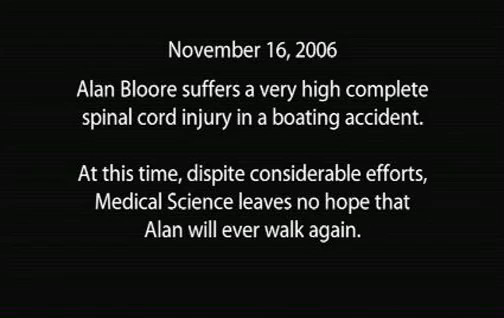 November 16, 2006
Alan Bloore suffers a very high complete
spinal cord injury in a boating accident.
At this time, dispite considerable efforts,
Medical Science leaves no hope that
Alan will ever walk again.